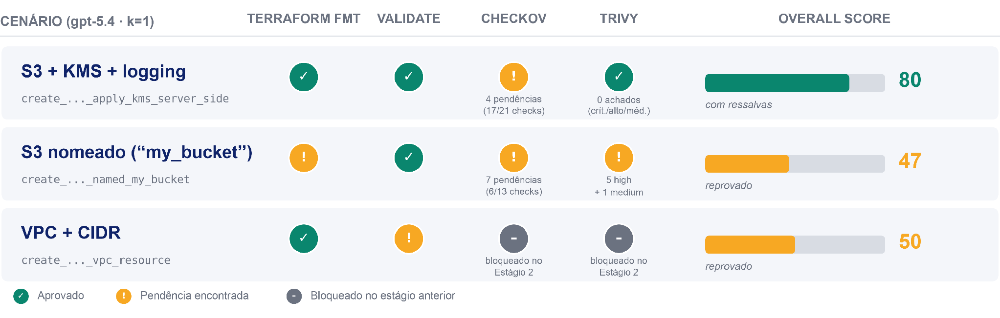 CENÁRIO (gpt-5.4 · k=1) TERRAFORM FMT VALIDATE CHECKOV TRIVY OVERALL SCORE
S3 + KMS + logging
create_..._apply_kms_server_side
✓ ✓ ! ✓
4 pendências
(17/21 checks)
0 achados
(crít./alto/méd.)
80
com ressalvas
S3 nomeado (“my_bucket”)
create_..._named_my_bucket
! ✓ ! !
7 pendências
(6/13 checks)
5 high
+ 1 medium
47
reprovado
VPC + CIDR
create_..._vpc_resource
✓ ! – –
bloqueado no
Estágio 2
bloqueado no
Estágio 2
50
reprovado
✓ Aprovado ! Pendência encontrada – Bloqueado no estágio anterior